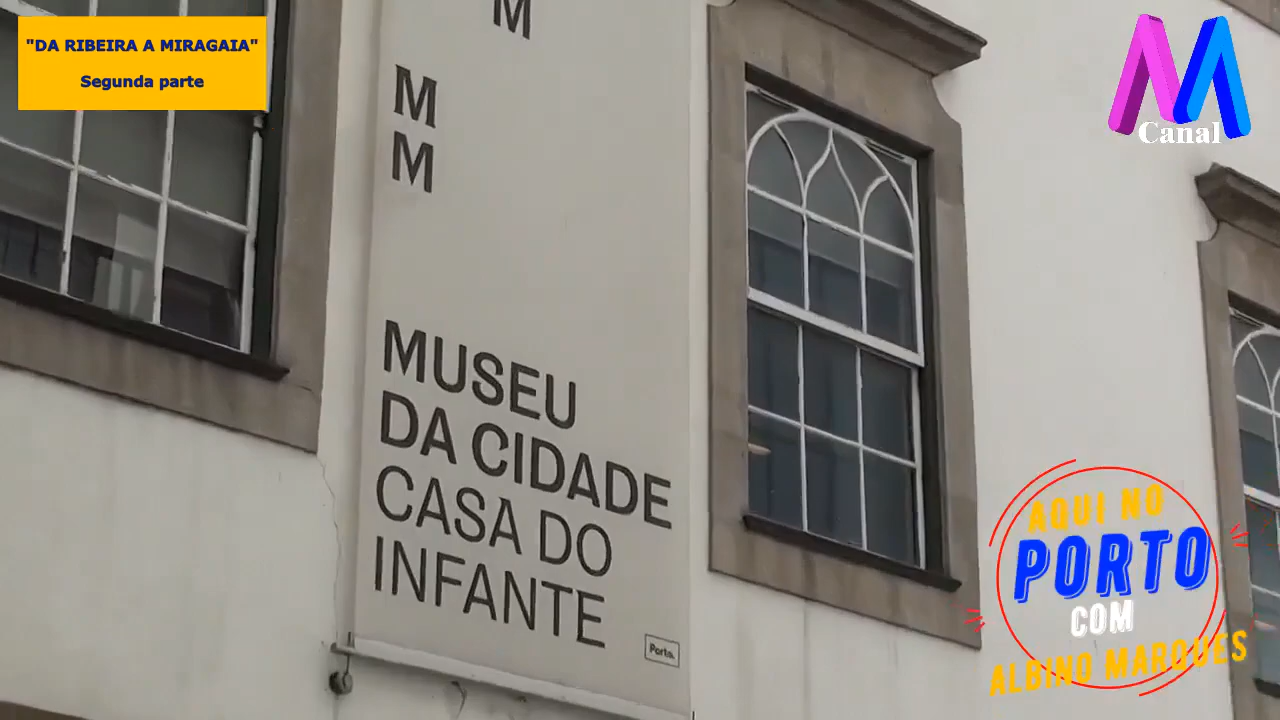 "DA RIBEIRA A MIRAGAIA"
Segunda parte
M
M
M
MUSEU
DA CIDADE
CASA DO
INFANTE
Porto.
Canal
AQUI NO
PORTO
COM
ALBINO MARQUES